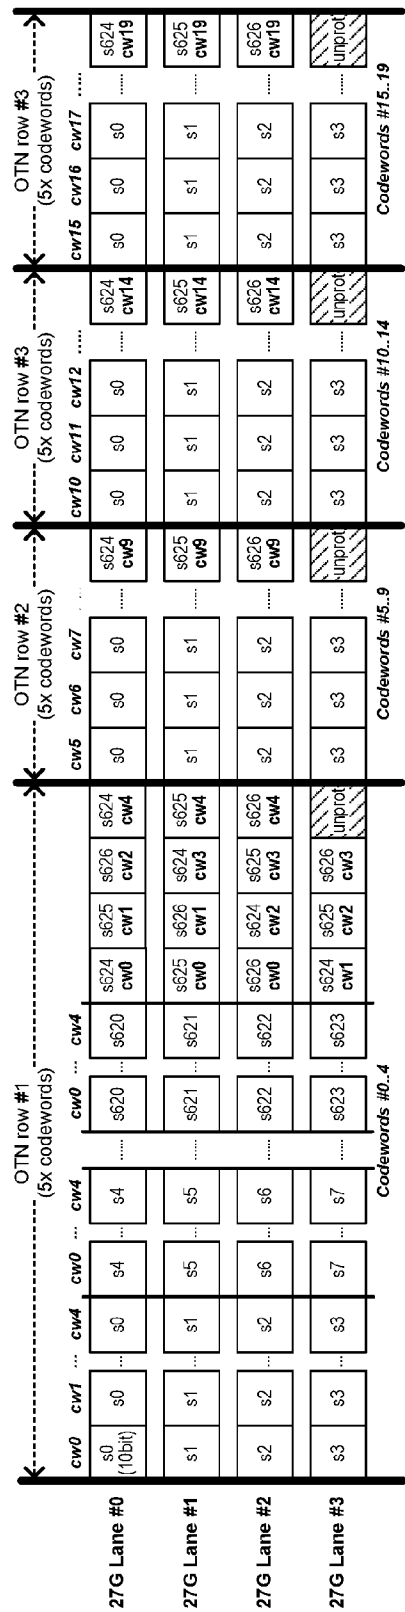 OTN row #1 OTN row #2 OTN row #3 OTN row #3
(5x codewords) (5x codewords) (5x codewords) (5x codewords)
cw0 cw1 ... cw4 cw0 ... cw4 cw0 ... cw4 cw5 cw6 cw7 ... cw10 cw11 cw12 ..... cw15 cw16 cw17 .....
27G Lane #0 s0 (10bit) s0 ... s0 s4 ... s4 ...... s620 ... s620 s624 cw0 s625 cw1 s626 cw2 s624 cw4 s0 s0 s0 ...... s624 cw9 s0 s0 s0 ...... s624 cw14 s0 s0 s0 ...... s624 cw19
27G Lane #1 s1 s1 ... s1 s5 ... s5 ...... s621 ... s621 s625 cw0 s626 cw1 s624 cw3 s625 cw4 s1 s1 s1 ...... s625 cw9 s1 s1 s1 ...... s625 cw14 s1 s1 s1 ...... s625 cw19
27G Lane #2 s2 s2 ... s2 s6 ... s6 ...... s622 ... s622 s626 cw0 s624 cw2 s625 cw3 s626 cw4 s2 s2 s2 ...... s626 cw9 s2 s2 s2 ...... s626 cw14 s2 s2 s2 ...... s626 cw19
27G Lane #3 s3 s3 ... s3 s7 ... s7 ...... s623 ... s623 s624 cw1 s625 cw2 s626 cw3 unprot s3 s3 s3 ...... unprot s3 s3 s3 ...... unprot s3 s3 s3 ...... unprot
Codewords #0..4 Codewords #5..9 Codewords #10..14 Codewords #15..19